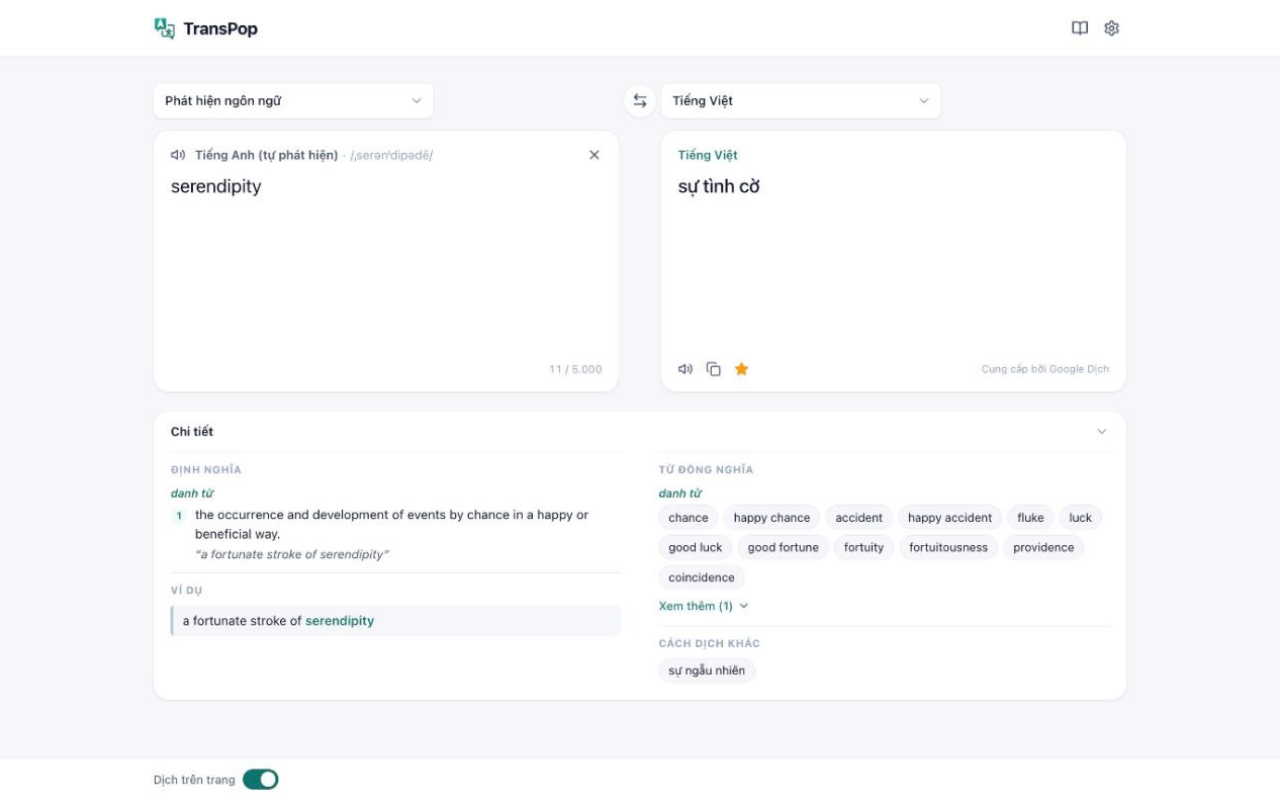 TransPop
Phát hiện ngôn ngữ
Tiếng Việt
Tiếng Anh (tự phát hiện) · /ˌserənˈdipədē/
serendipity
11 / 5.000
Tiếng Việt
sự tình cờ
Cung cấp bởi Google Dịch
Chi tiết
ĐỊNH NGHĨA
danh từ
1 the occurrence and development of events by chance in a happy or
beneficial way.
“a fortunate stroke of serendipity”
VÍ DỤ
a fortunate stroke of serendipity
TỪ ĐỒNG NGHĨA
danh từ
chance happy chance accident happy accident fluke luck
good luck good fortune fortuity fortuitousness providence
coincidence
Xem thêm (1)
CÁCH DỊCH KHÁC
sự ngẫu nhiên
Dịch trên trang